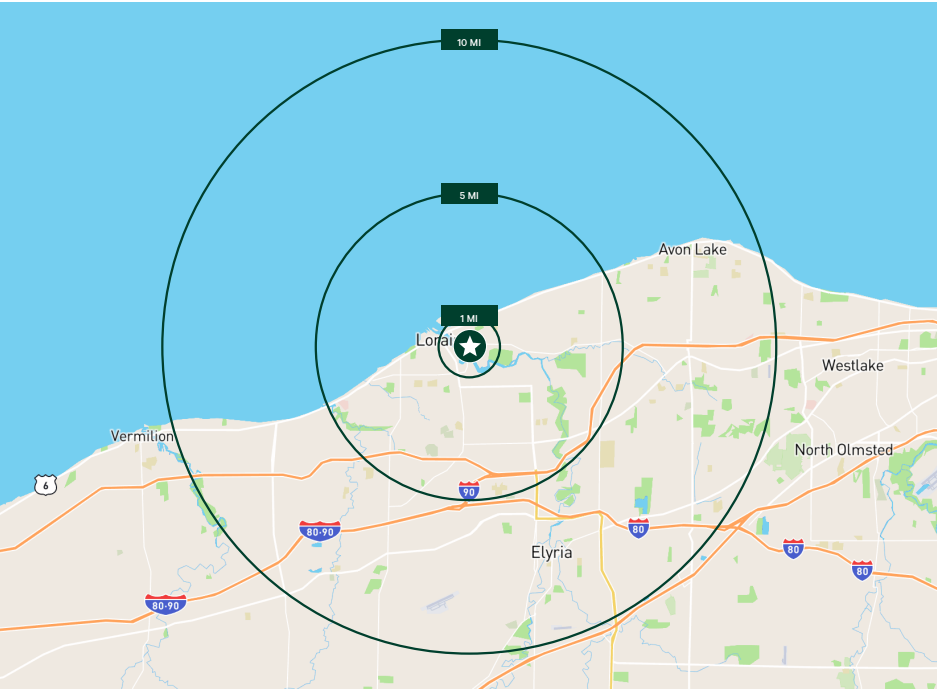 10 MI
5 MI
Avon Lake
1 MI
Lorai
Westlake
Vermilion
North Olmsted
6
90
80-90
80
Elyria
80
80
80-90